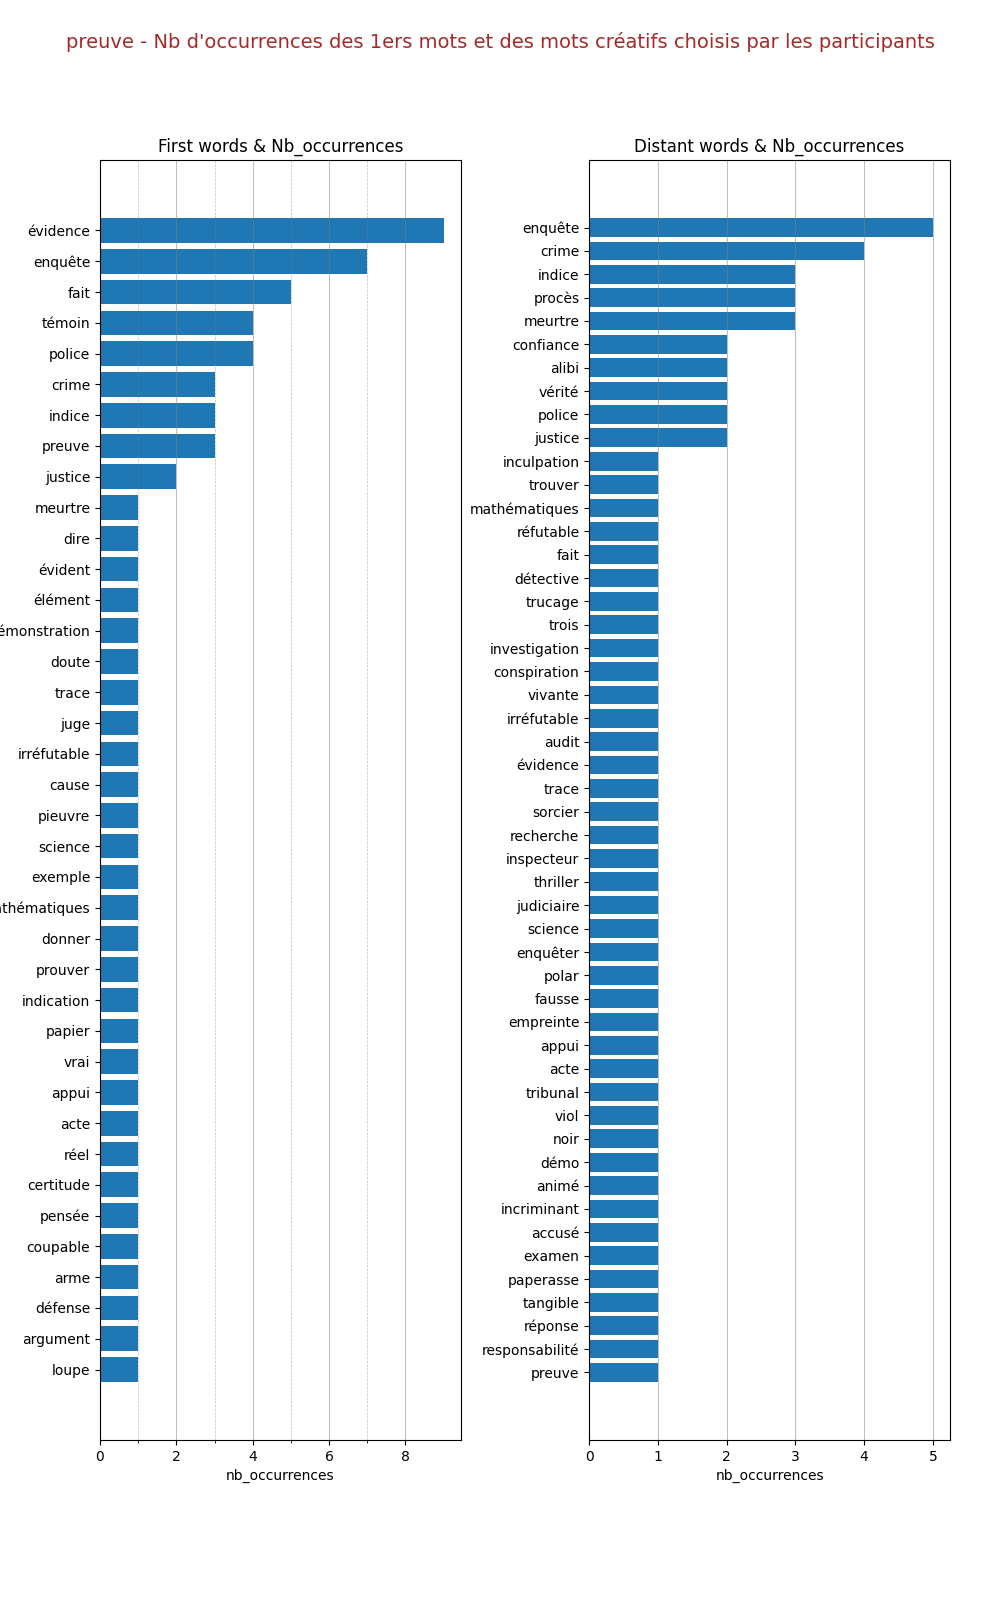 preuve - Nb d'occurrences des 1ers mots et des mots créatifs choisis par les participants
First words & Nb_occurrences
évidence
enquête
fait
témoin
police
crime
indice
preuve
justice
meurtre
dire
évident
élément
émonstration
doute
trace
juge
irréfutable
cause
pieuvre
science
exemple
athématiques
donner
prouver
indication
papier
vrai
appui
acte
réel
certitude
pensée
coupable
arme
défense
argument
loupe
0 2 4 6 8
nb_occurrences
Distant words & Nb_occurrences
enquête
crime
indice
procès
meurtre
confiance
alibi
vérité
police
justice
inculpation
trouver
mathématiques
réfutable
fait
détective
trucage
trois
investigation
conspiration
vivante
irréfutable
audit
évidence
trace
sorcier
recherche
inspecteur
thriller
judiciaire
science
enquêter
polar
fausse
empreinte
appui
acte
tribunal
viol
noir
démo
animé
incriminant
accusé
examen
paperasse
tangible
réponse
responsabilité
preuve
0 1 2 3 4 5
nb_occurrences